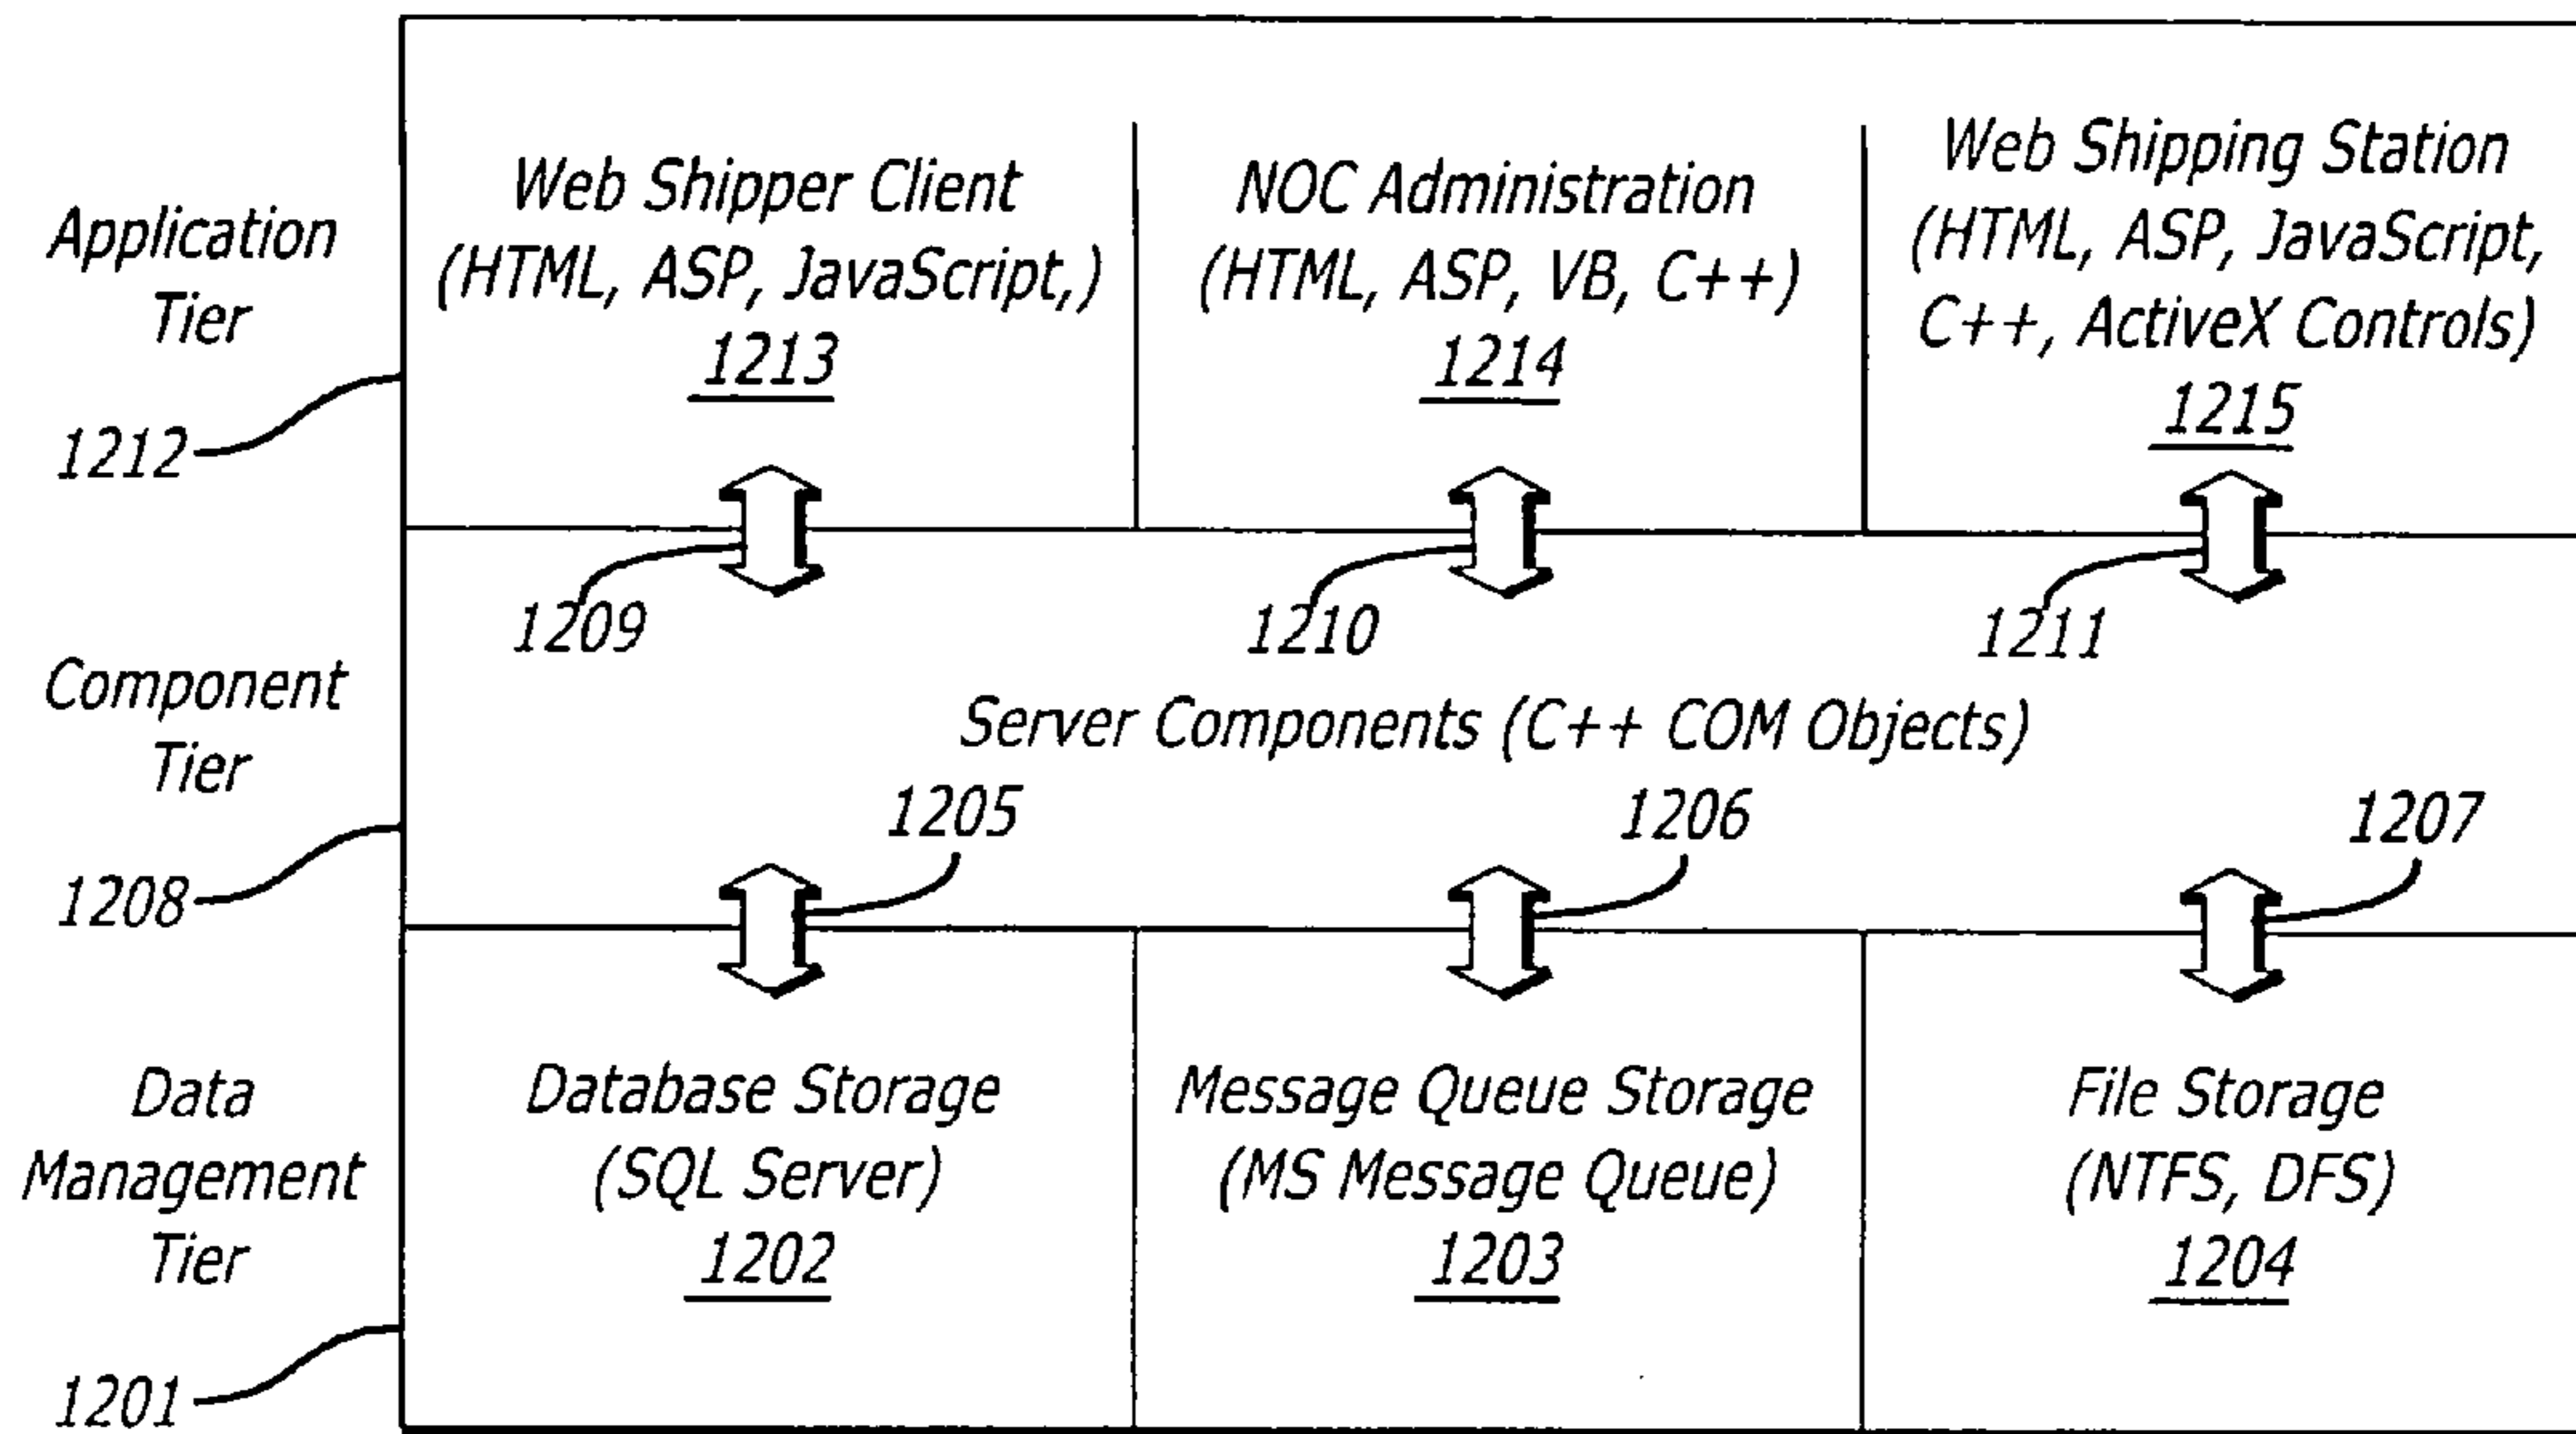 Application
Tier
1212
Web Shipper Client
(HTML, ASP, JavaScript,)
1213
NOC Administration
(HTML, ASP, VB, C++)
1214
Web Shipping Station
(HTML, ASP, JavaScript,
C++, ActiveX Controls)
1215
1209
1210
1211
Component
Tier
1208
Server Components (C++ COM Objects)
1205
1206
1207
Data
Management
Tier
1201
Database Storage
(SQL Server)
1202
Message Queue Storage
(MS Message Queue)
1203
File Storage
(NTFS, DFS)
1204